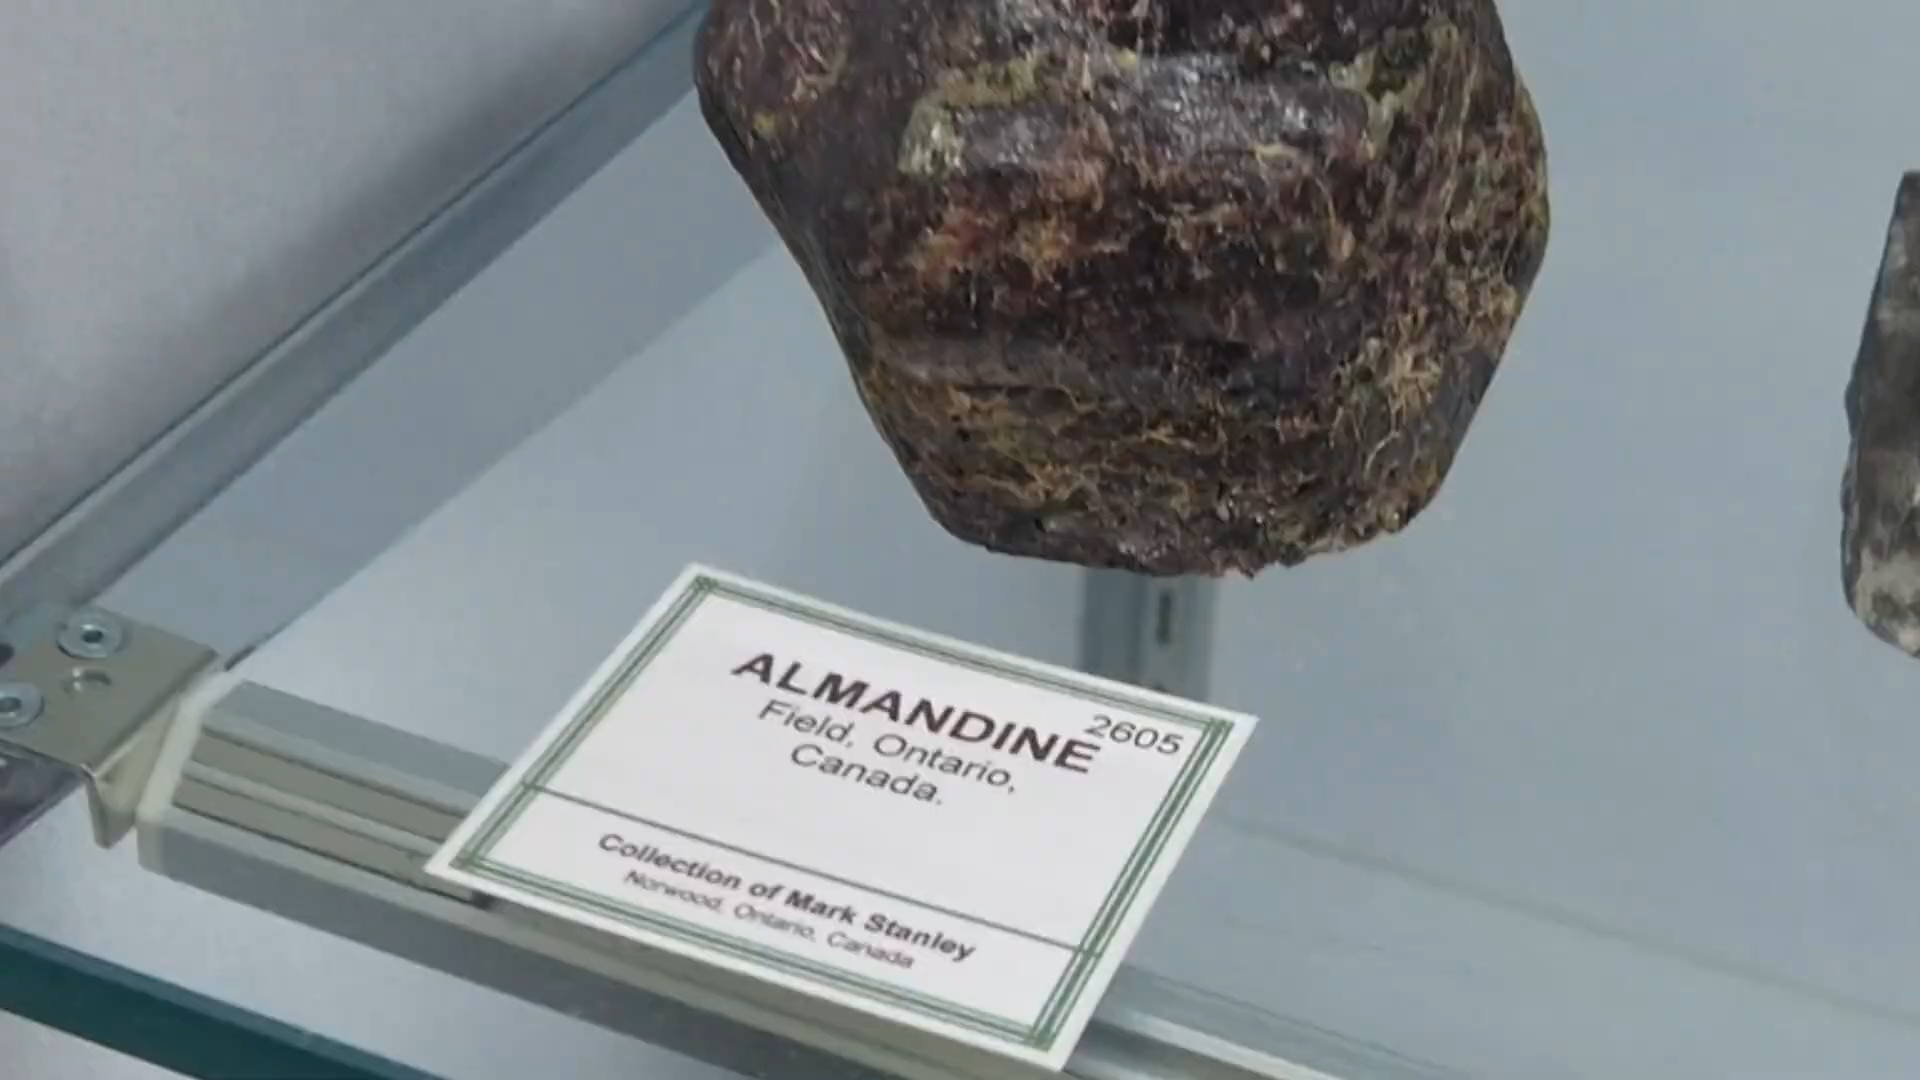 2605
ALMANDINE
Field, Ontario,
Canada.
Collection of Mark Stanley
Norwood, Ontario, Canada